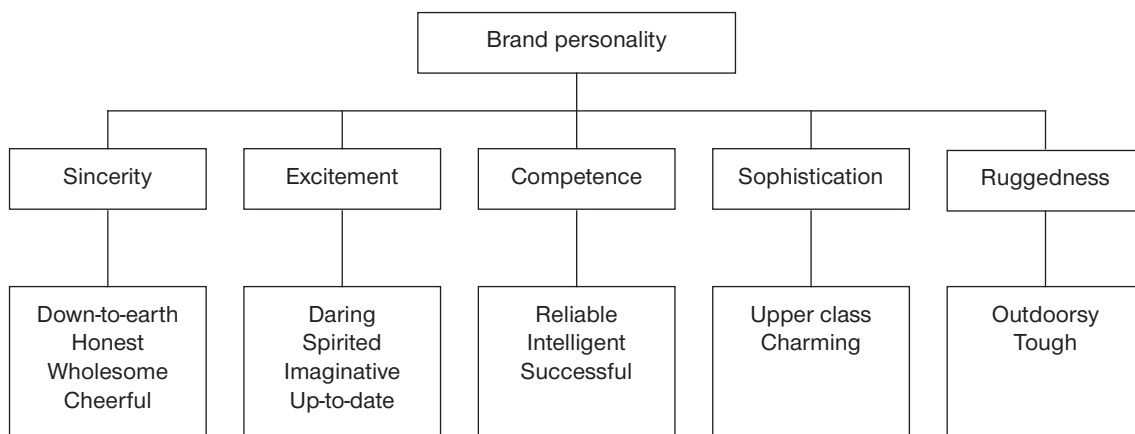 Brand personality
Sincerity
Excitement
Competence
Sophistication
Ruggedness
Down-to-earth
Honest
Wholesome
Cheerful
Daring
Spirited
Imaginative
Up-to-date
Reliable
Intelligent
Successful
Upper class
Charming
Outdoorsy
Tough